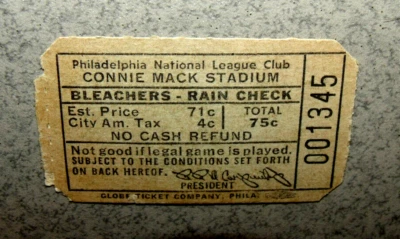 Philadelphia National League Club
CONNIE MACK STADIUM
BLEACHERS - RAIN CHECK
Est. Price 71c TOTAL
City Am. Tax 4c 75c
NO CASH REFUND
Not good if legal game is played.
SUBJECT TO THE CONDITIONS SET FORTH
ON BACK HEREOF.
PRESIDENT
GLOBE TICKET COMPANY, PHILA.
001345